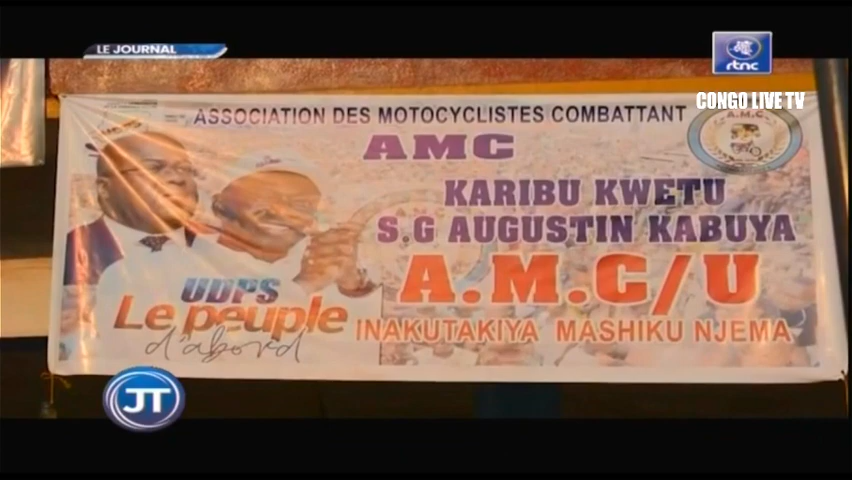 LE JOURNAL
rtnc
CONGO LIVE TV
ASSOCIATION DES MOTOCYCLISTES COMBATTANT
A.M.C
AMC
KARIBU KWETU
S.G AUGUSTIN KABUYA
A.M.C/U
INAKUTAKIYA MASHIKU NJEMA
UDPS
Le peuple
d'abord
JT